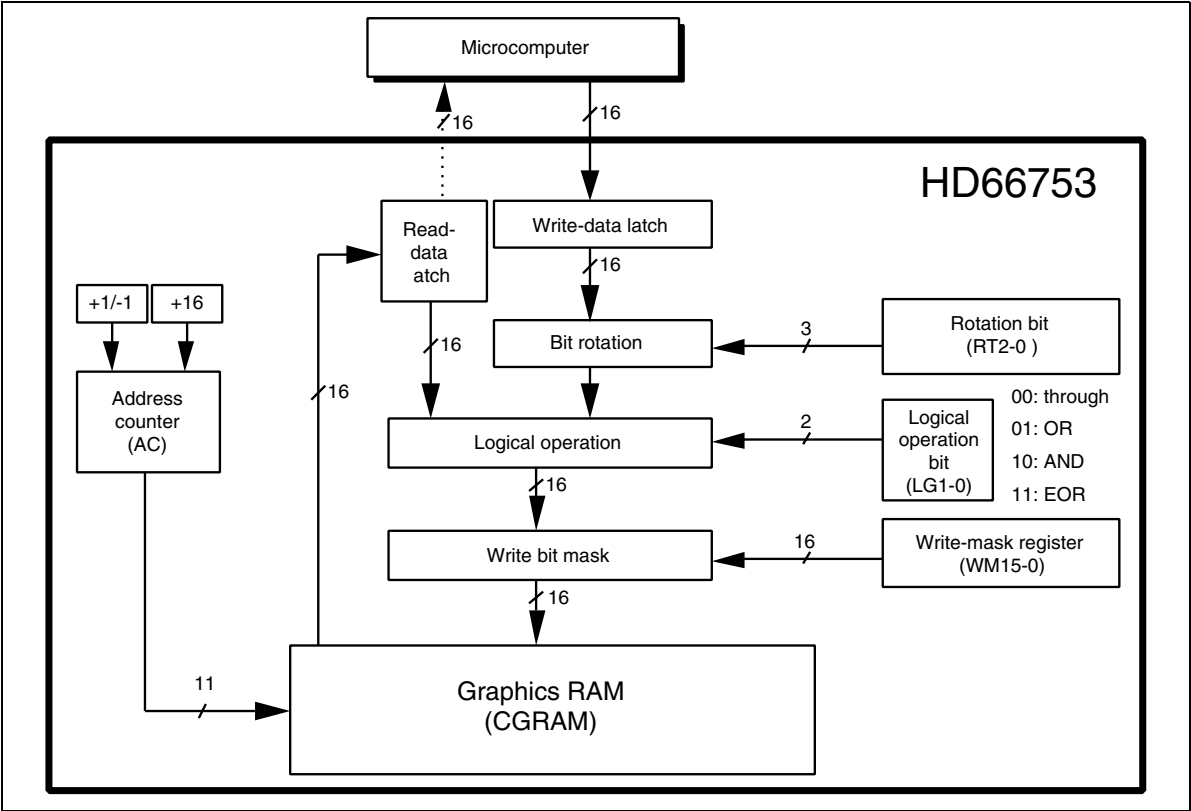 Microcomputer
16
16
HD66753
Read-
data
atch
Write-data latch
16
+1/-1
+16
Bit rotation
3
Rotation bit
(RT2-0 )
16
16
Address
counter
(AC)
Logical operation
2
Logical
operation
bit
(LG1-0)
00: through
01: OR
10: AND
11: EOR
16
Write bit mask
16
Write-mask register
(WM15-0)
16
11
Graphics RAM
(CGRAM)